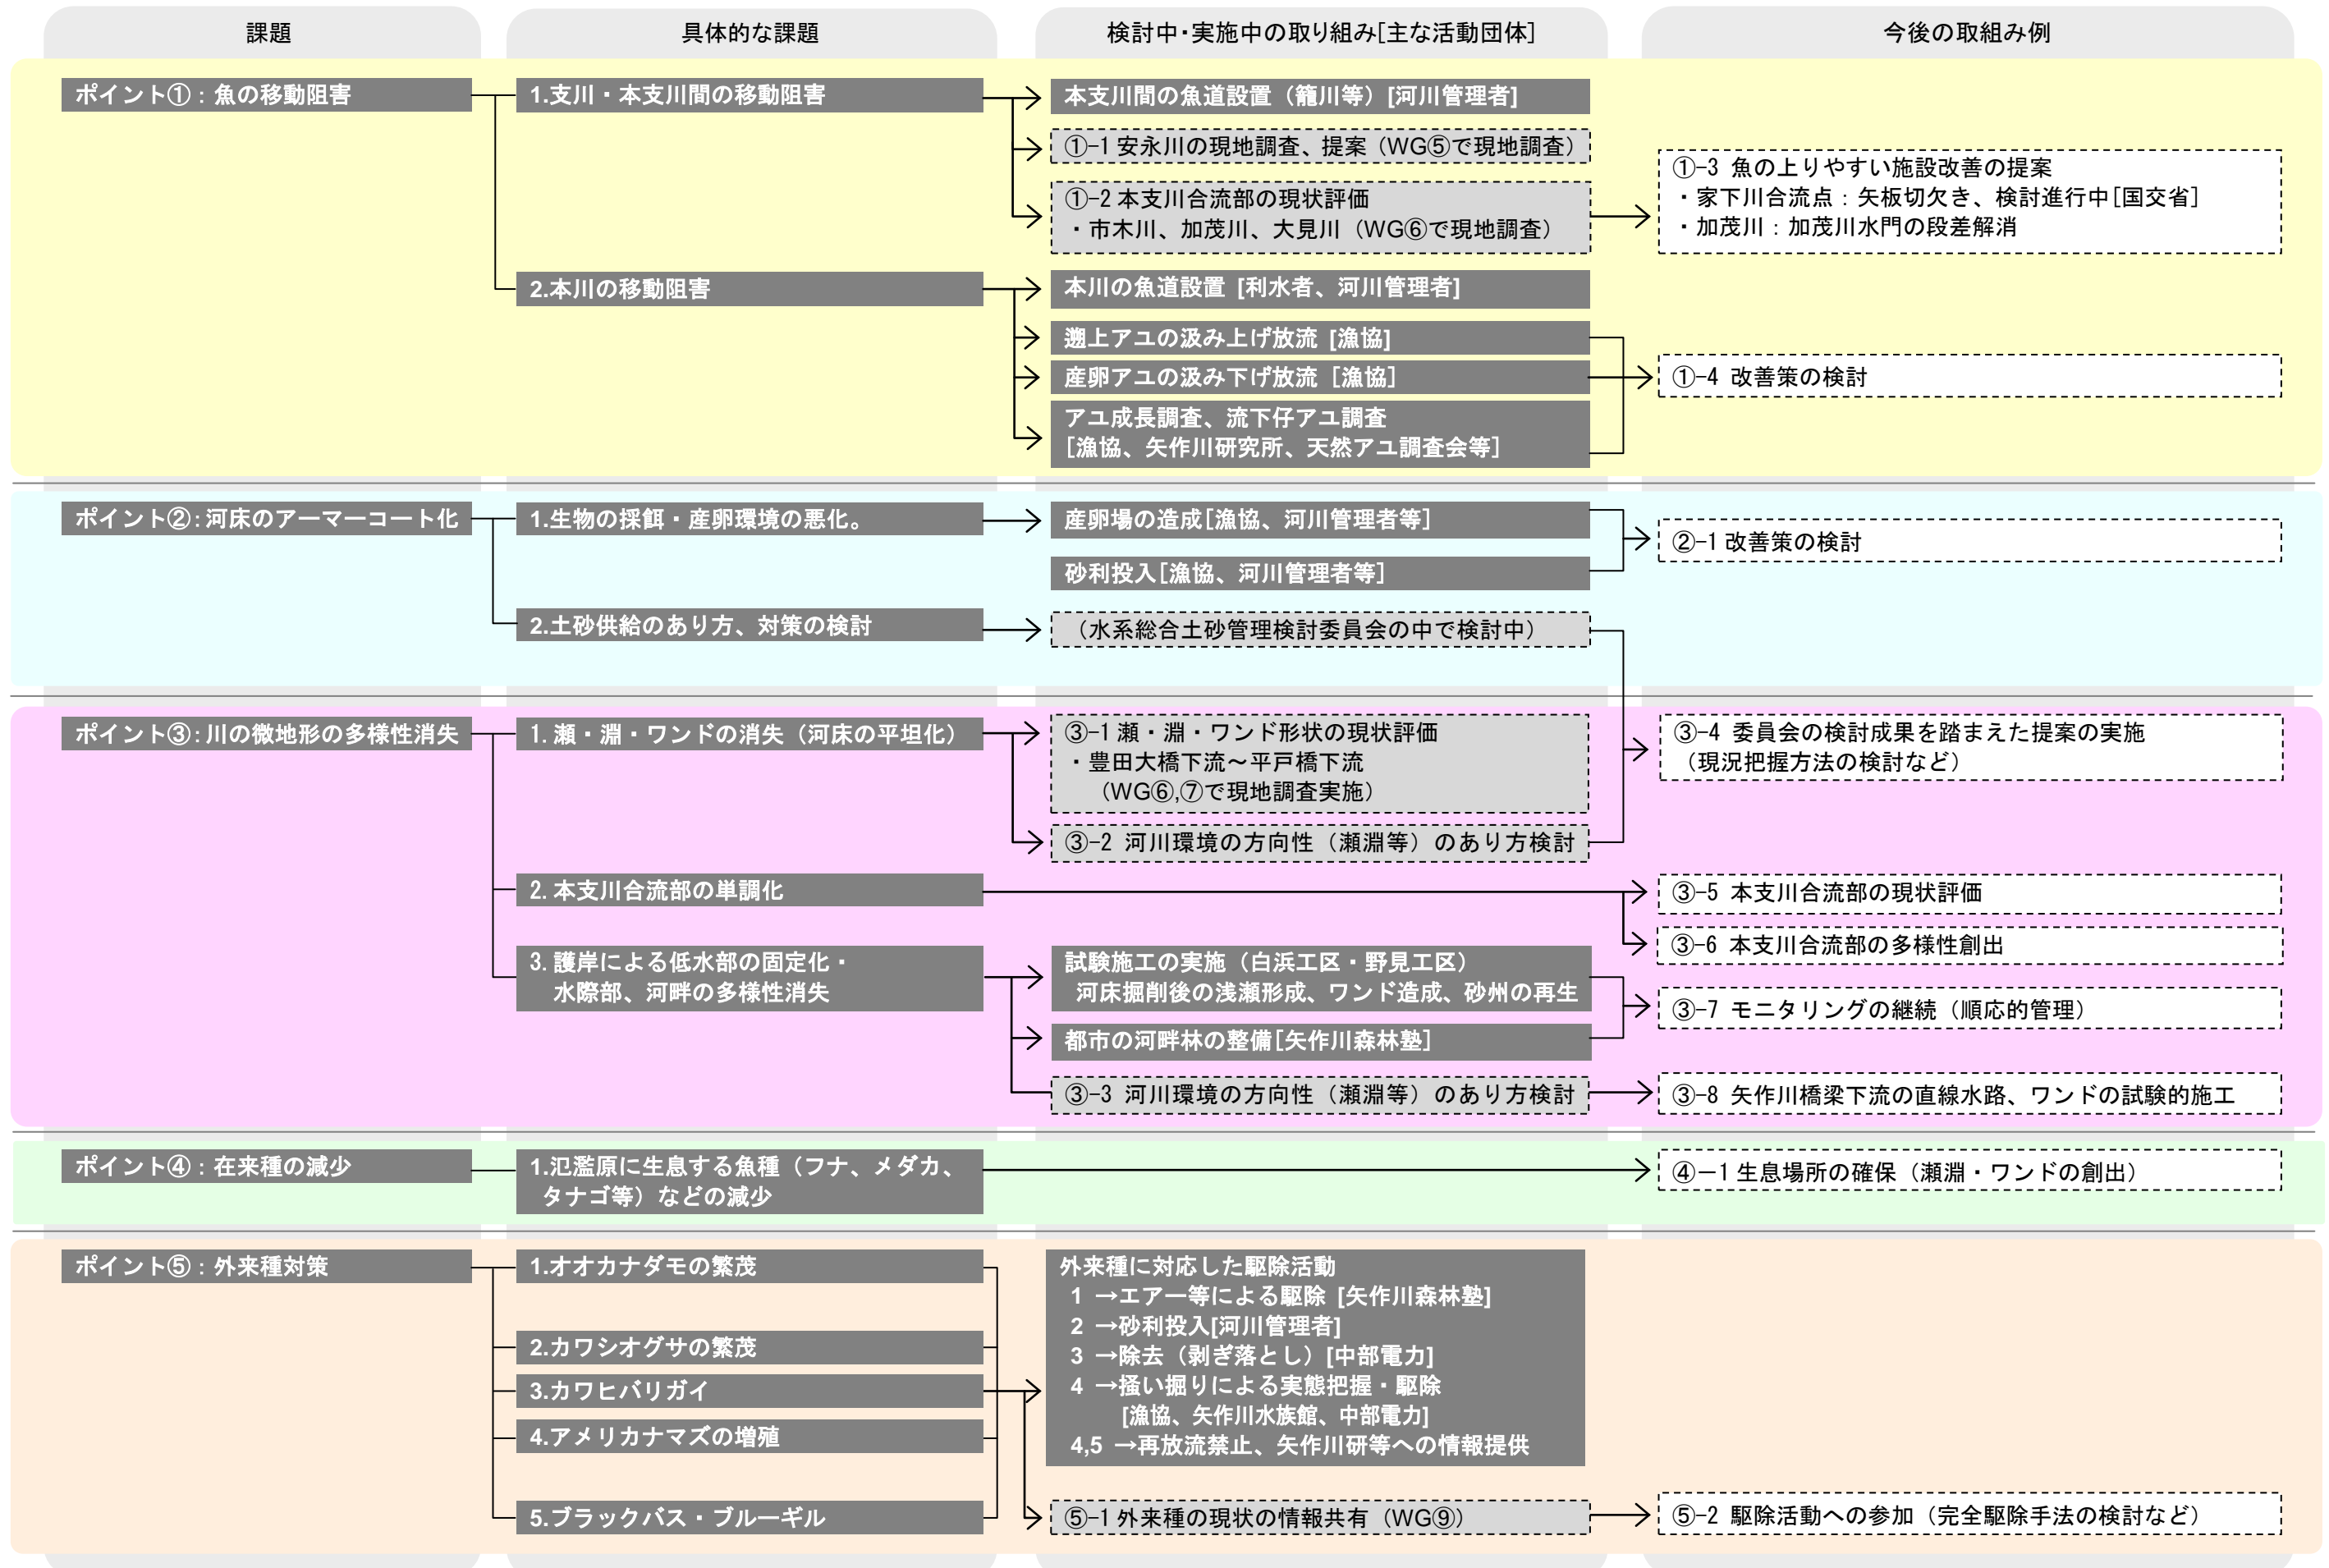 課題
具体的な課題
検討中・実施中の取り組み[主な活動団体]
今後の取組み例
ポイント①：魚の移動阻害
1.支川・本支川間の移動阻害
本支川間の魚道設置（籠川等）[河川管理者]
①-1 安永川の現地調査、提案（WG⑤で現地調査）
①-2 本支川合流部の現状評価
・市木川、加茂川、大見川（WG⑥で現地調査）
①-3 魚の上りやすい施設改善の提案
・家下川合流点：矢板切欠き、検討進行中[国交省]
・加茂川：加茂川水門の段差解消
2.本川の移動阻害
本川の魚道設置 [利水者、河川管理者]
遡上アユの汲み上げ放流 [漁協]
産卵アユの汲み下げ放流 [漁協]
アユ成長調査、流下仔アユ調査
[漁協、矢作川研究所、天然アユ調査会等]
①-4 改善策の検討
ポイント②：河床のアーマーコート化
1.生物の採餌・産卵環境の悪化。
産卵場の造成[漁協、河川管理者等]
砂利投入[漁協、河川管理者等]
②-1 改善策の検討
2.土砂供給のあり方、対策の検討
（水系総合土砂管理検討委員会の中で検討中）
ポイント③：川の微地形の多様性消失
1. 瀬・淵・ワンドの消失（河床の平坦化）
③-1 瀬・淵・ワンド形状の現状評価
・豊田大橋下流～平戸橋下流
（WG⑥,⑦で現地調査実施）
③-2 河川環境の方向性（瀬淵等）のあり方検討
③-4 委員会の検討成果を踏まえた提案の実施
（現況把握方法の検討など）
2. 本支川合流部の単調化
③-5 本支川合流部の現状評価
③-6 本支川合流部の多様性創出
3. 護岸による低水部の固定化・
水際部、河畔の多様性消失
試験施工の実施（白浜工区・野見工区）
河床掘削後の浅瀬形成、ワンド造成、砂州の再生
都市の河畔林の整備[矢作川森林塾]
③-3 河川環境の方向性（瀬淵等）のあり方検討
③-7 モニタリングの継続（順応的管理）
③-8 矢作川橋梁下流の直線水路、ワンドの試験的施工
ポイント④：在来種の減少
1.氾濫原に生息する魚種（フナ、メダカ、
タナゴ等）などの減少
④－1 生息場所の確保（瀬淵・ワンドの創出）
ポイント⑤：外来種対策
1.オオカナダモの繁茂
2.カワシオグサの繁茂
3.カワヒバリガイ
4.アメリカナマズの増殖
5.ブラックバス・ブルーギル
外来種に対応した駆除活動
1 →エアー等による駆除 [矢作川森林塾]
2 →砂利投入[河川管理者]
3 →除去（剥ぎ落とし）[中部電力]
4 →掻い掘りによる実態把握・駆除
[漁協、矢作川水族館、中部電力]
4,5 →再放流禁止、矢作川研等への情報提供
⑤-1 外来種の現状の情報共有（WG⑨）
⑤-2 駆除活動への参加（完全駆除手法の検討など）